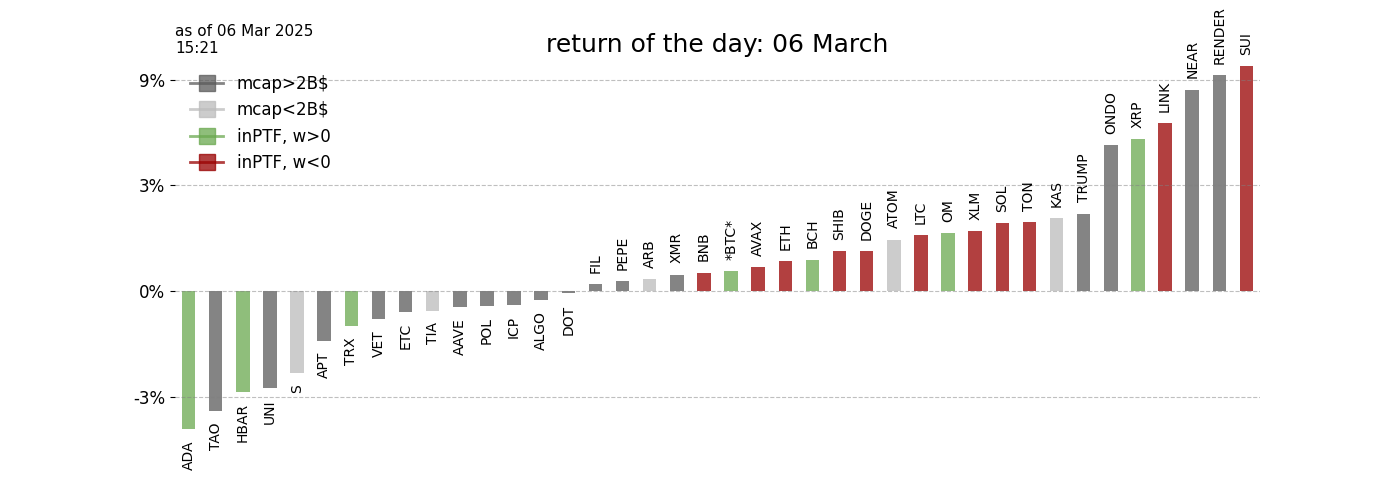 as of 06 Mar 2025
15:21
return of the day: 06 March
mcap>2B$
mcap<2B$
inPTF, w>0
inPTF, w<0
9%
3%
0%
-3%
ADA
TAO
HBAR
UNI
S
APT
TRX
VET
ETC
TIA
AAVE
POL
ICP
ALGO
DOT
FIL
PEPE
ARB
XMR
BNB
*BTC*
AVAX
ETH
BCH
SHIB
DOGE
ATOM
LTC
OM
XLM
SOL
TON
KAS
TRUMP
ONDO
XRP
LINK
NEAR
RENDER
SUI